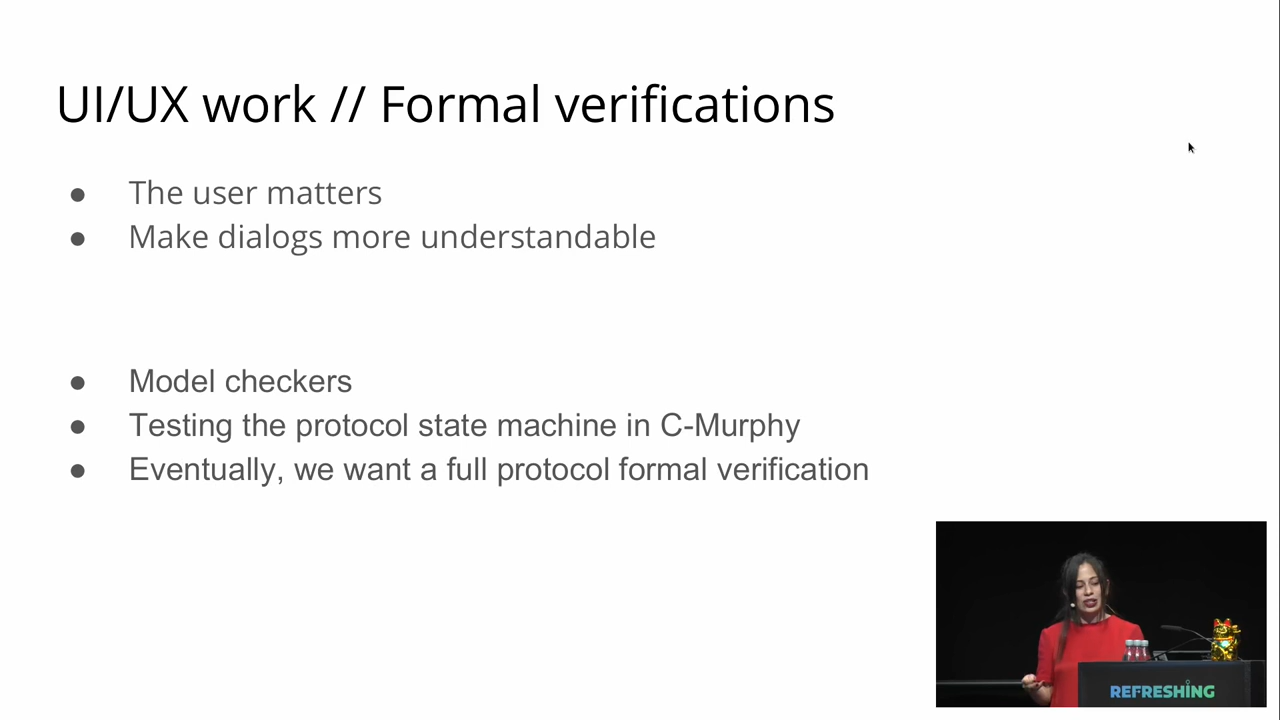 UI/UX work // Formal verifications
● The user matters
● Make dialogs more understandable
● Model checkers
● Testing the protocol state machine in C-Murphy
● Eventually, we want a full protocol formal verification
REFRESHING